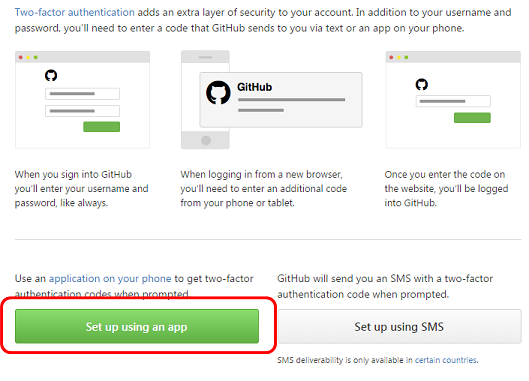 Two-factor authentication adds an extra layer of security to your account. In addition to your username and
password, you'll need to enter a code that GitHub sends to you via text or an app on your phone.
GitHub
When you sign into GitHub
you'll enter your username and
password, like always.
When logging in from a new browser,
you'll need to enter an additional code
from your phone or tablet.
Once you enter the code on
the website, you'll be logged
into GitHub.
Use an application on your phone to get two-factor
authentication codes when prompted.
Set up using an app
GitHub will send you an SMS with a two-factor
authentication code when prompted.
Set up using SMS
SMS deliverability is only available in certain countries.